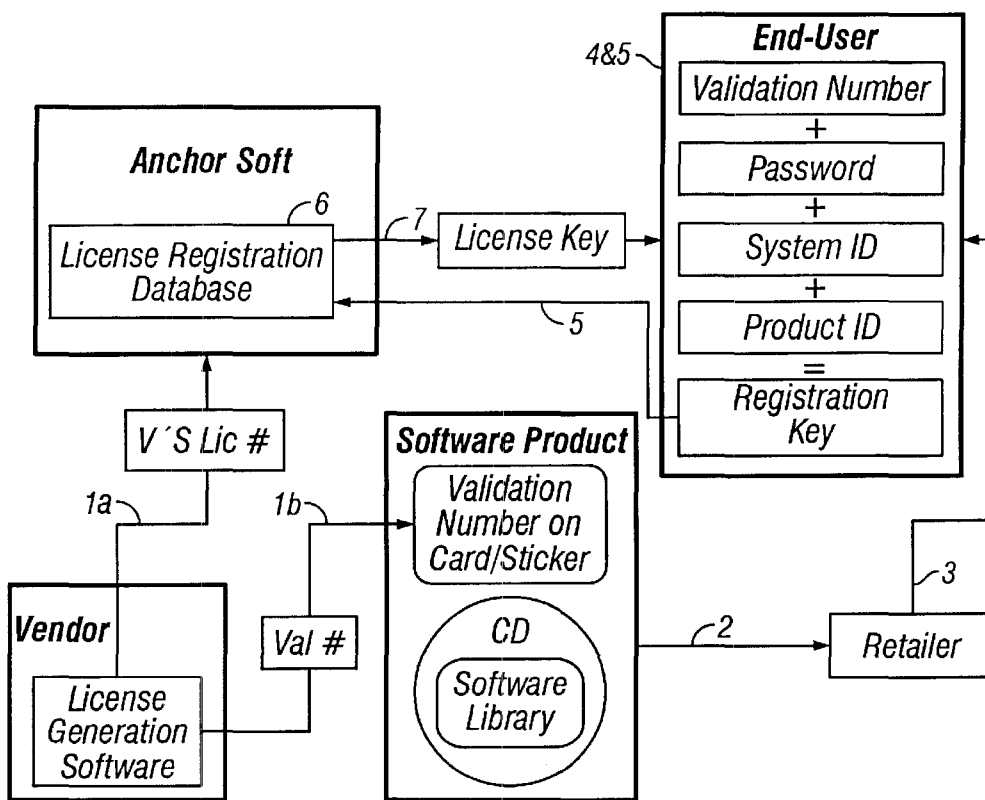 End-User
4&5
Validation Number
+
Password
+
System ID
+
Product ID
=
Registration
Key
Anchor Soft
6
License Registration
Database
7
License Key
5
V´S Lic #
1a
1b
Software Product
Validation
Number on
Card/Sticker
Val #
CD
Software
Library
2
3
Retailer
Vendor
License
Generation
Software